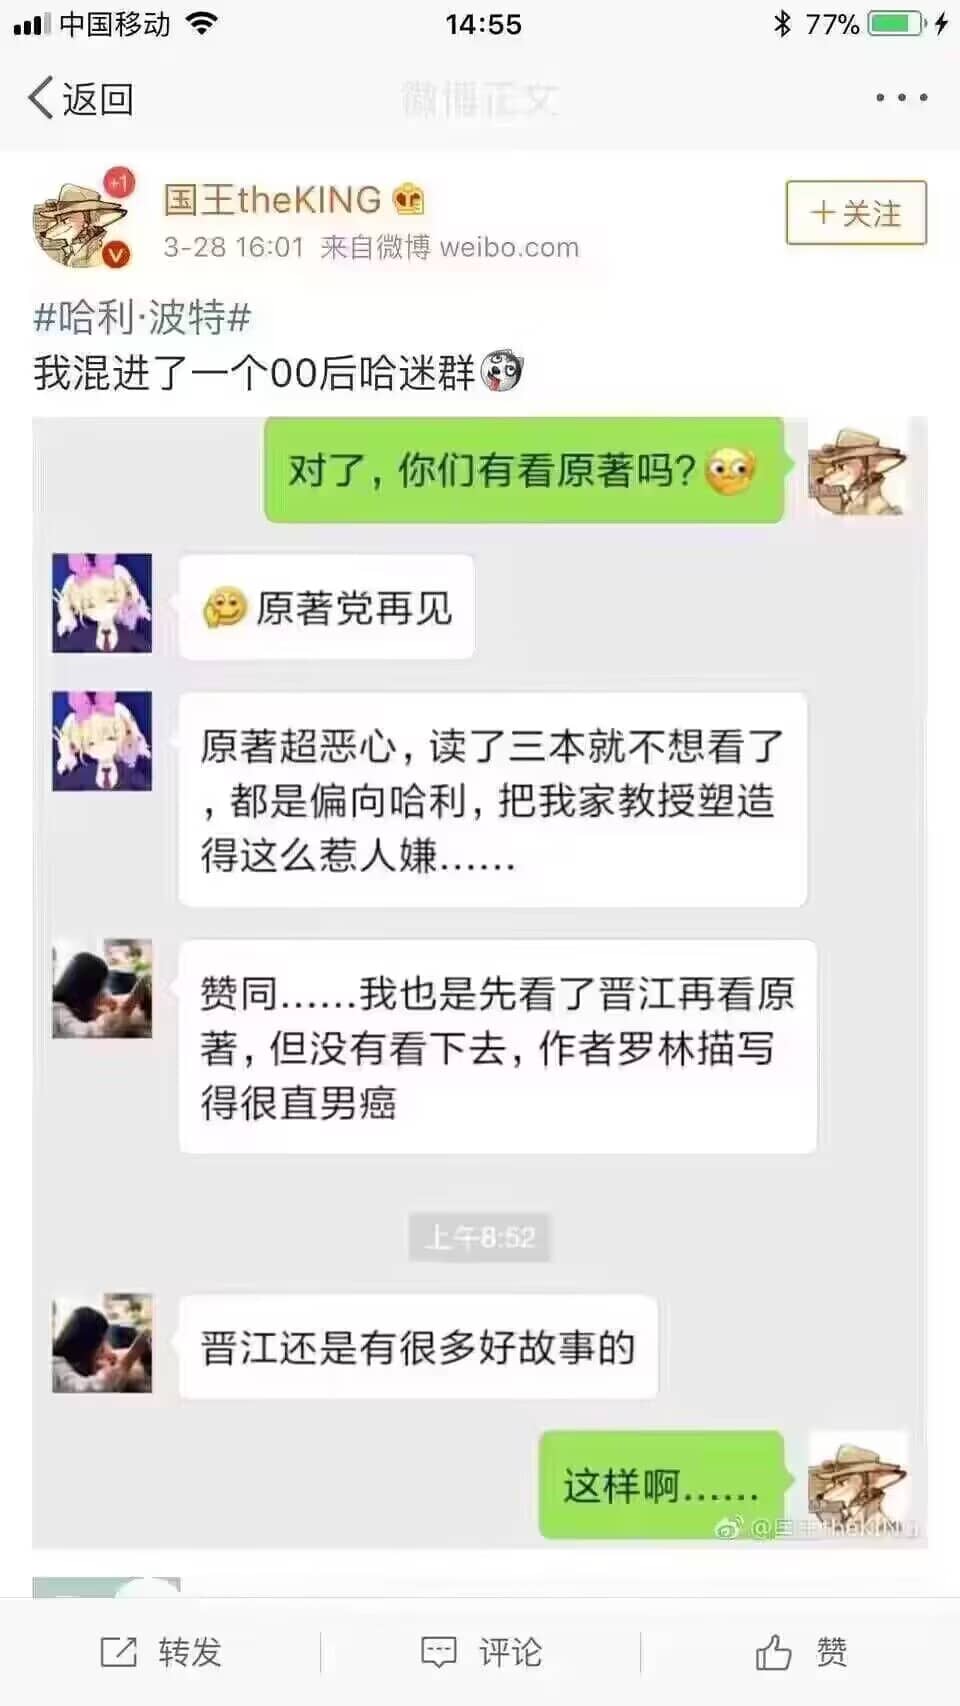 中国移动 14:55 77%
返回 微博正文
+1
国王theKING
3-28 16:01 来自微博 weibo.com
+关注
#哈利·波特#
我混进了一个00后哈迷群
对了，你们有看原著吗？
原著党再见
原著超恶心，读了三本就不想看了
，都是偏向哈利，把我家教授塑造
得这么惹人嫌……
赞同……我也是先看了晋江再看原
著，但没有看下去，作者罗林描写
得很直男癌
上午8:52
晋江还是有很多好故事的
这样啊……
@国王theKING
转发 评论 赞